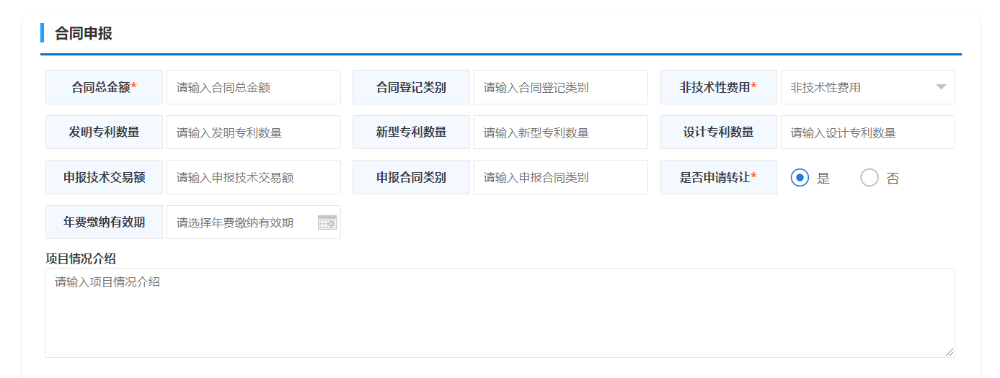 合同申报
合同总金额* 请输入合同总金额 合同登记类别 请输入合同登记类别 非技术性费用* 非技术性费用
发明专利数量 请输入发明专利数量 新型专利数量 请输入新型专利数量 设计专利数量 请输入设计专利数量
申报技术交易额 请输入申报技术交易额 申报合同类别 请输入申报合同类别 是否申请转让* 是 否
年费缴纳有效期 请选择年费缴纳有效期
项目情况介绍
请输入项目情况介绍